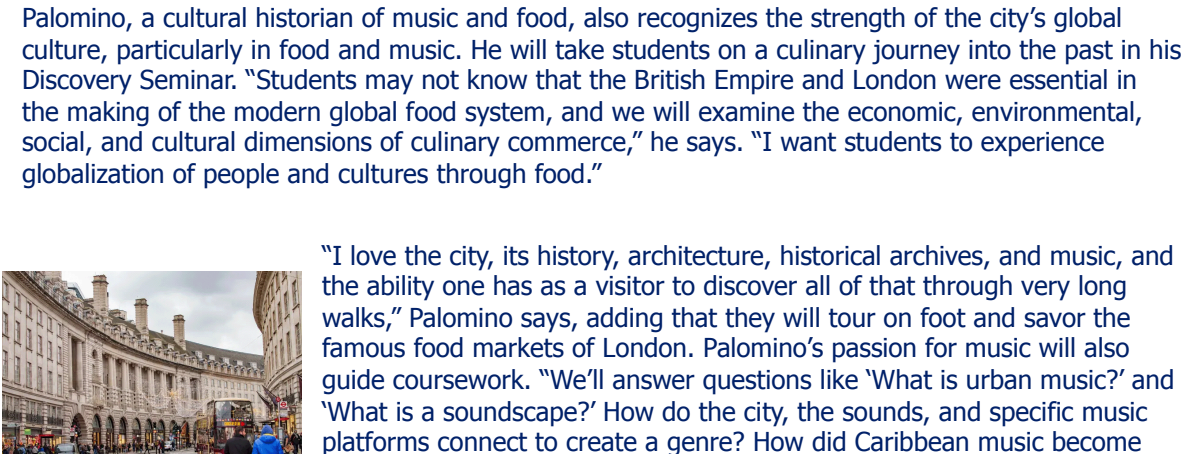 Palomino, a cultural historian of music and food, also recognizes the strength of the city’s global
culture, particularly in food and music. He will take students on a culinary journey into the past in his
Discovery Seminar. “Students may not know that the British Empire and London were essential in
the making of the modern global food system, and we will examine the economic, environmental,
social, and cultural dimensions of culinary commerce,” he says. “I want students to experience
globalization of people and cultures through food.”
“I love the city, its history, architecture, historical archives, and music, and
the ability one has as a visitor to discover all of that through very long
walks,” Palomino says, adding that they will tour on foot and savor the
famous food markets of London. Palomino’s passion for music will also
guide coursework. “We’ll answer questions like ‘What is urban music?’ and
‘What is a soundscape?’ How do the city, the sounds, and specific music
platforms connect to create a genre? How did Caribbean music become